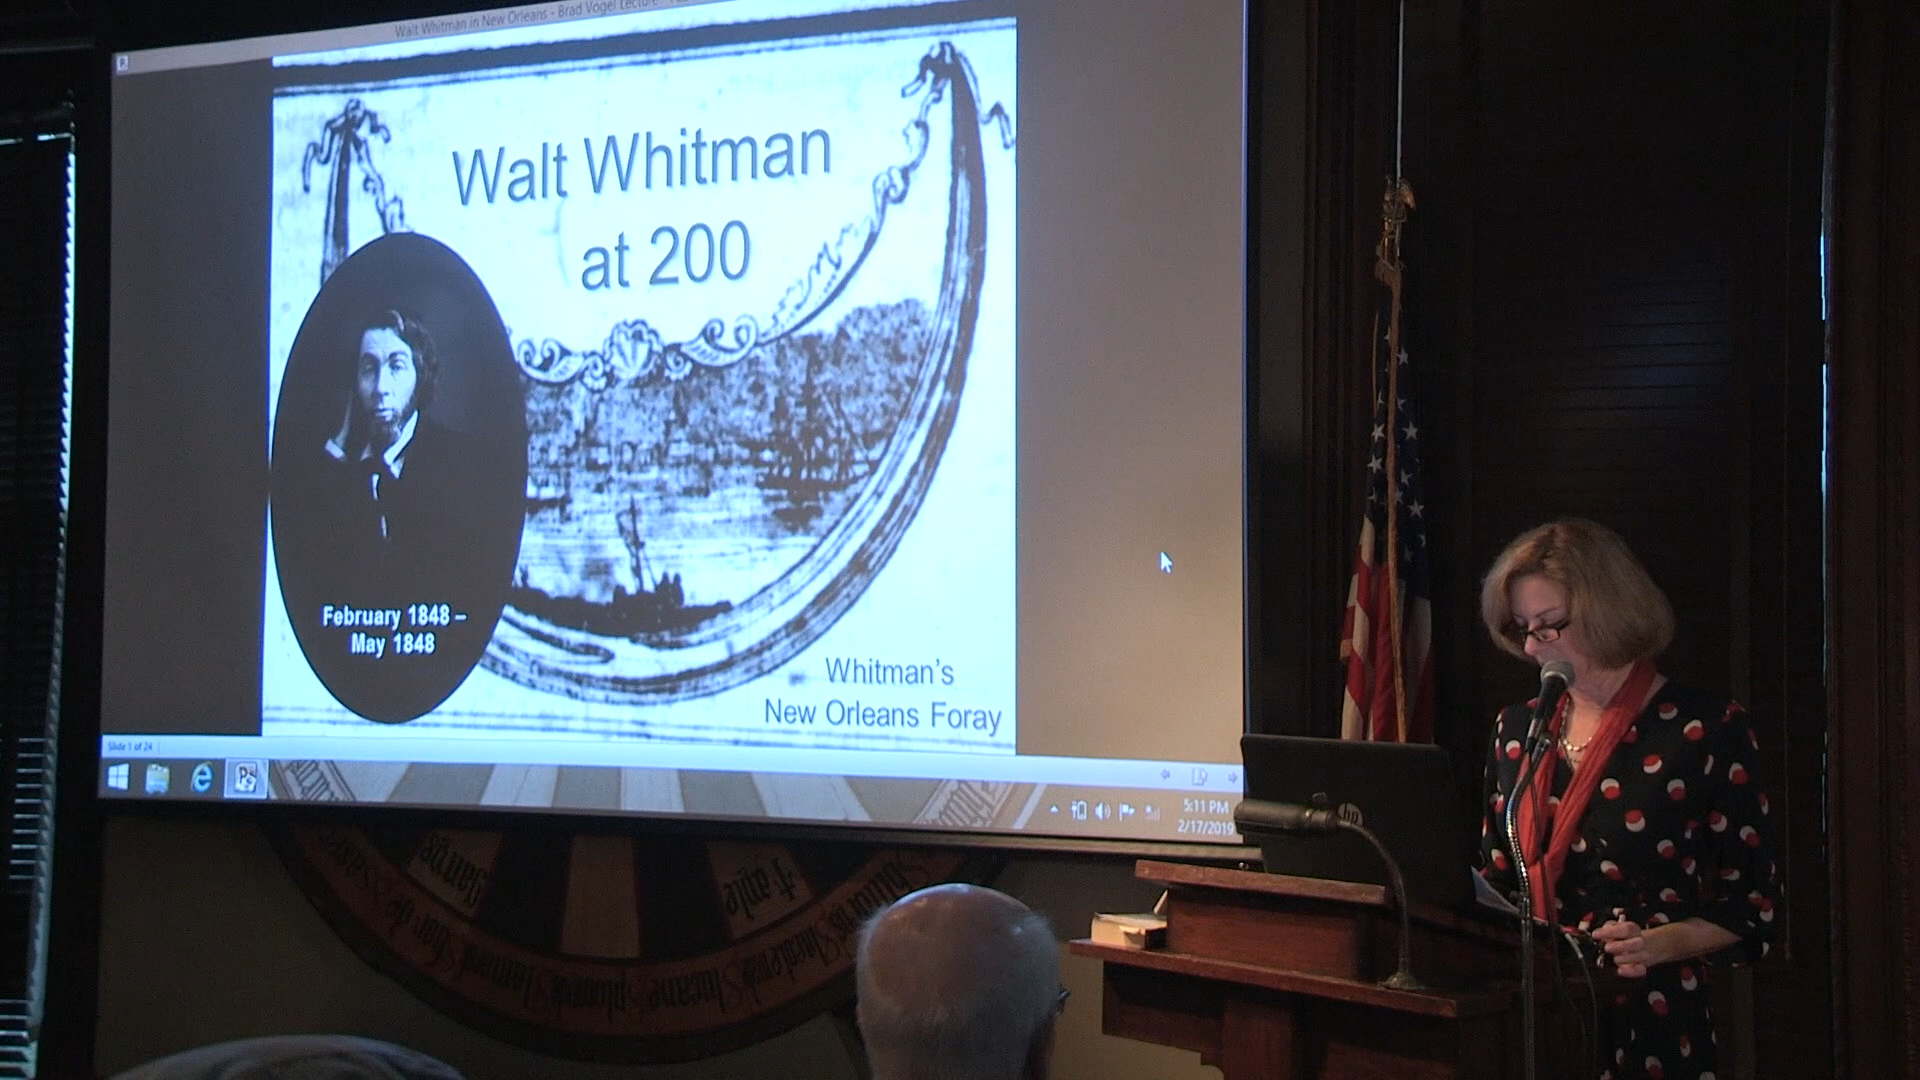 Walt Whitman in New Orleans - Brad Vogel Lecture
Walt Whitman
at 200
February 1848 –
May 1848
Whitman's
New Orleans Foray
Slide 1 of 24
5:11 PM
2/17/2019
hp